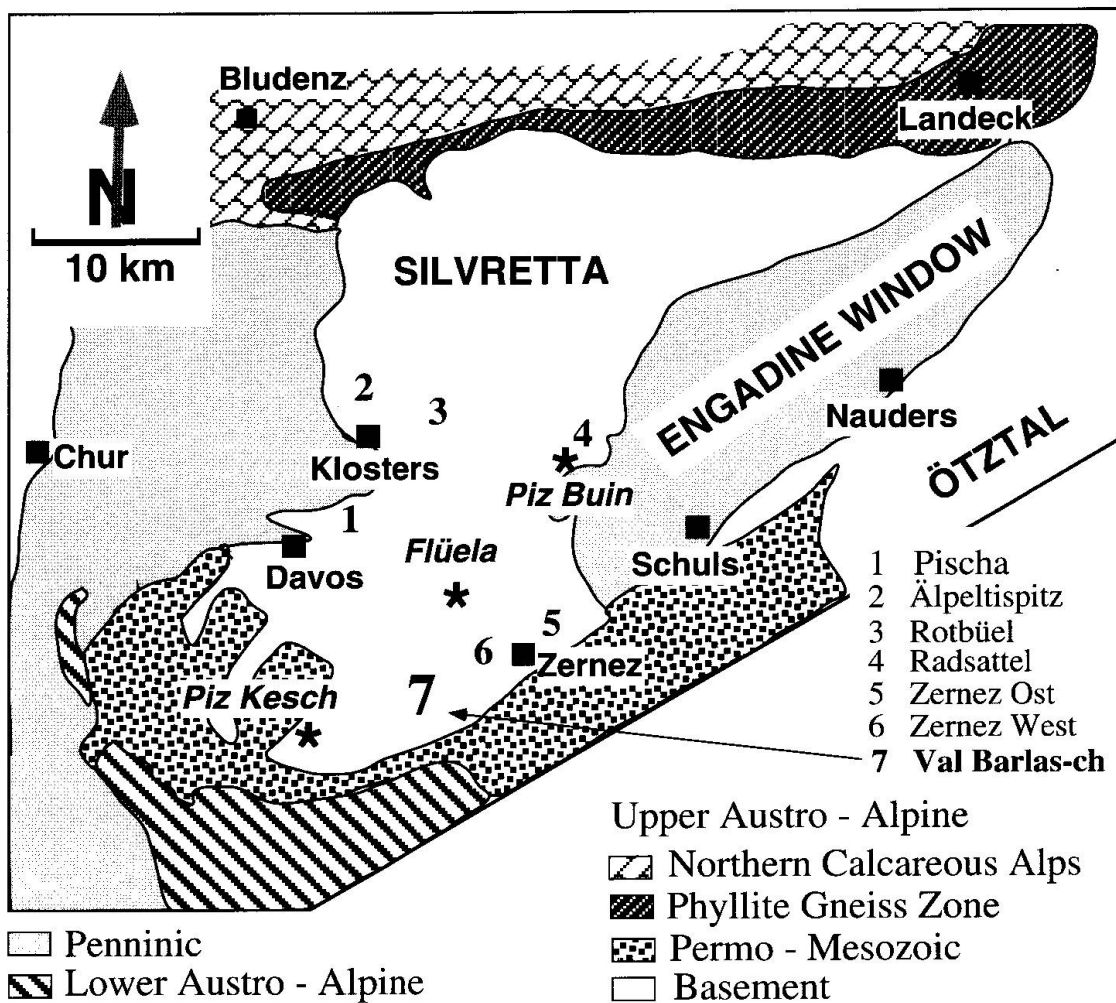 Bludenz
Landeck
N
10 km
SILVRETTA
ENGADINE WINDOW
2
3
4
Nauders
Chur
Klosters
Piz Buin
ÖTZTAL
1
Flüela
Schuls
Davos
5
6
Zernez
Piz Kesch
7
1 Pischa
2 Älpeltispitz
3 Rotbüel
4 Radsattel
5 Zernez Ost
6 Zernez West
7 Val Barlas-ch
Upper Austro - Alpine
Northern Calcareous Alps
Phyllite Gneiss Zone
Permo - Mesozoic
Basement
Penninic
Lower Austro - Alpine